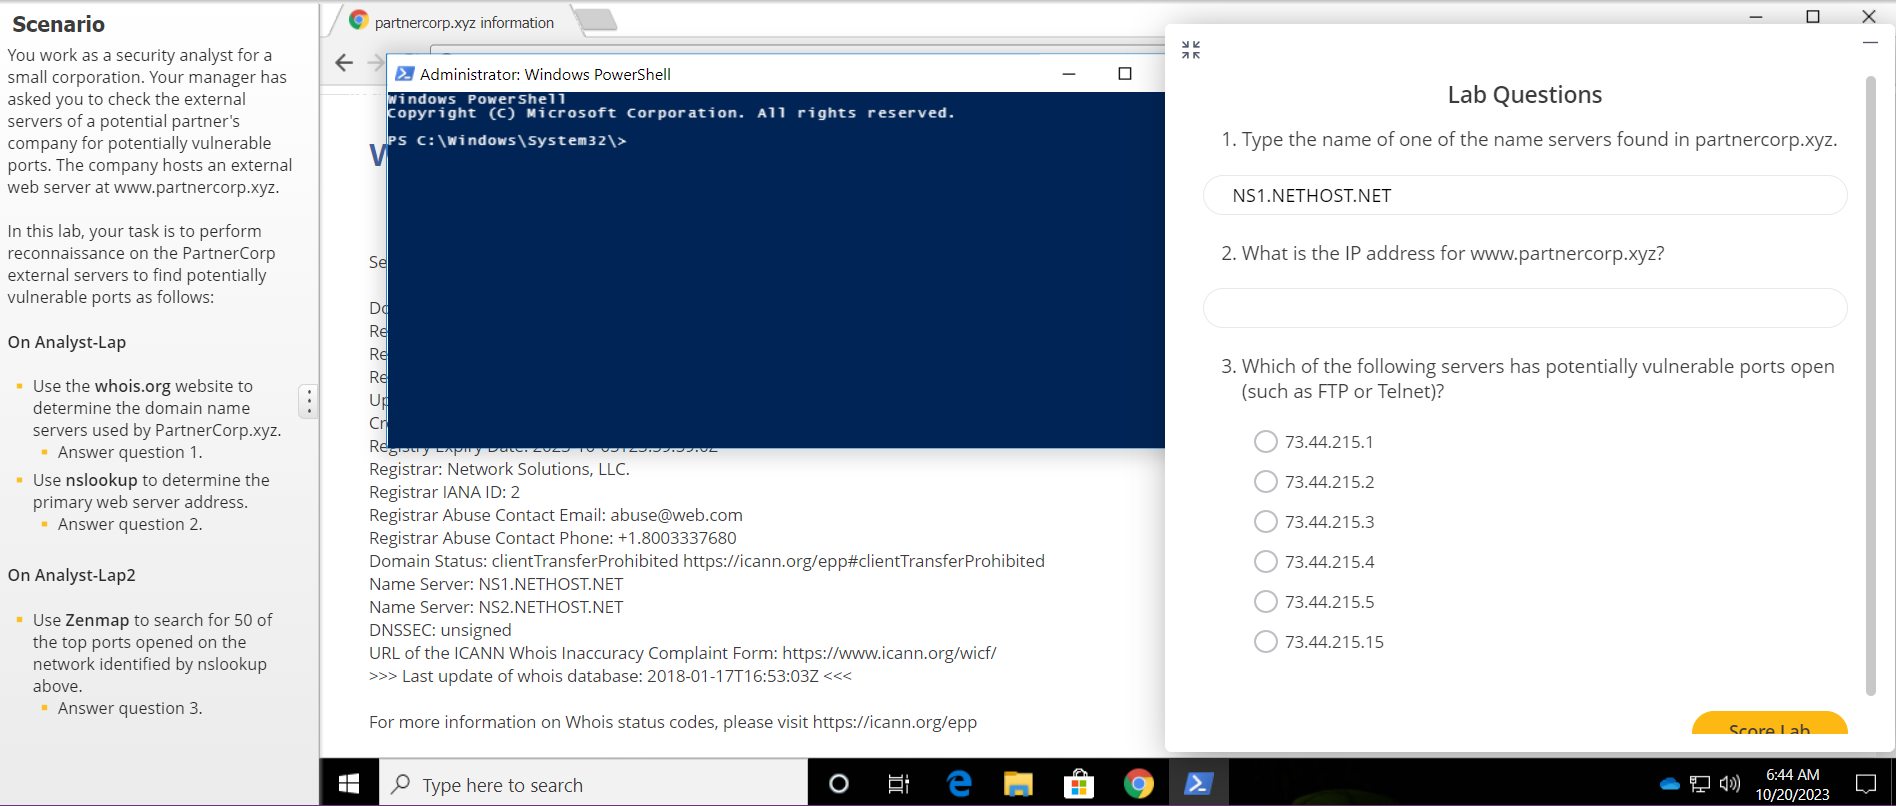 Scenario
You work as a security analyst for a
small corporation. Your manager has
asked you to check the external
servers of a potential partner's
company for potentially vulnerable
ports. The company hosts an external
web server at www.partnercorp.xyz.
In this lab, your task is to perform
reconnaissance on the PartnerCorp
external servers to find potentially
vulnerable ports as follows:
On Analyst-Lap
Use the whois.org website to
determine the domain name
servers used by PartnerCorp.xyz.
Answer question 1.
Use nslookup to determine the
primary web server address.
Answer question 2.
On Analyst-Lap2
Use Zenmap to search for 50 of
the top ports opened on the
network identified by nslookup
above.
Answer question 3.
partnercorp.xyz information
Administrator: Windows PowerShell
Windows PowerShell
Copyright (C) Microsoft Corporation. All rights reserved.
PS C:\Windows\System32\>
W
Se
Do
Re
Re
Re
Up
Cr
Registry Expiry Date: 2023-10-05T23:59:59.0Z
Registrar: Network Solutions, LLC.
Registrar IANA ID: 2
Registrar Abuse Contact Email: abuse@web.com
Registrar Abuse Contact Phone: +1.8003337680
Domain Status: clientTransferProhibited https://icann.org/epp#clientTransferProhibited
Name Server: NS1.NETHOST.NET
Name Server: NS2.NETHOST.NET
DNSSEC: unsigned
URL of the ICANN Whois Inaccuracy Complaint Form: https://www.icann.org/wicf/
>>> Last update of whois database: 2018-01-17T16:53:03Z <<<
For more information on Whois status codes, please visit https://icann.org/epp
Lab Questions
1. Type the name of one of the name servers found in partnercorp.xyz.
NS1.NETHOST.NET
2. What is the IP address for www.partnercorp.xyz?
3. Which of the following servers has potentially vulnerable ports open
(such as FTP or Telnet)?
73.44.215.1
73.44.215.2
73.44.215.3
73.44.215.4
73.44.215.5
73.44.215.15
Score Lab
Type here to search
6:44 AM
10/20/2023